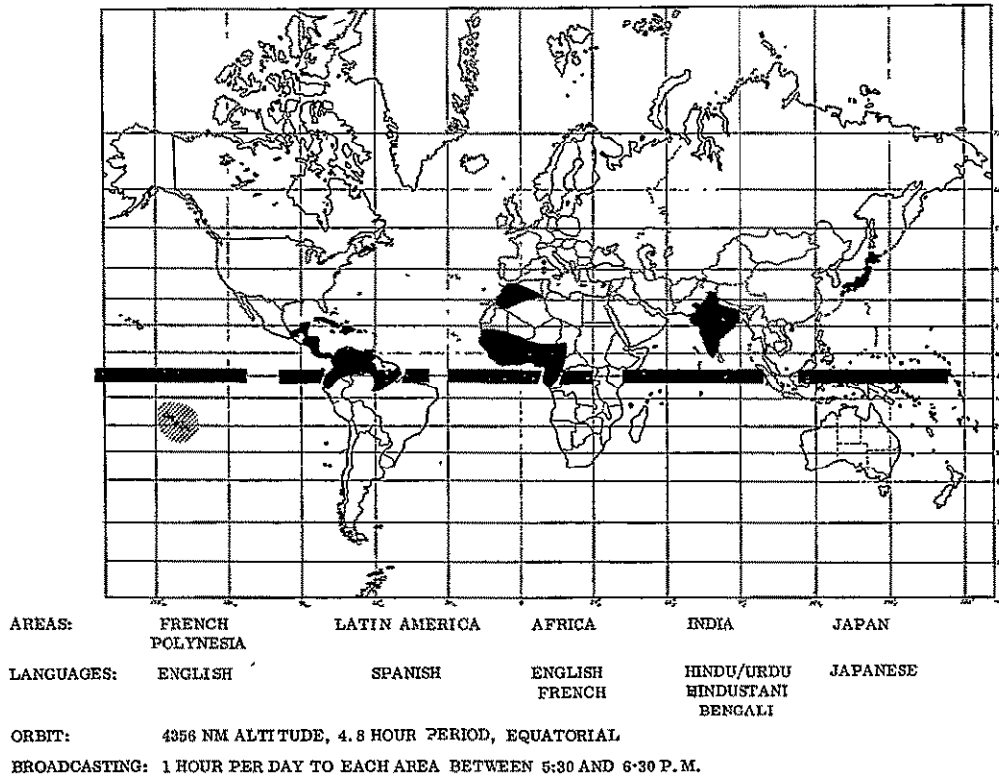 AREAS: FRENCH POLYNESIA LATIN AMERICA AFRICA INDIA JAPAN
LANGUAGES: ENGLISH SPANISH ENGLISH FRENCH HINDU/URDU HINDUSTANI BENGALI JAPANESE
ORBIT: 4356 NM ALTITUDE, 4.8 HOUR PERIOD, EQUATORIAL
BROADCASTING: 1 HOUR PER DAY TO EACH AREA BETWEEN 5:30 AND 6:30 P.M.